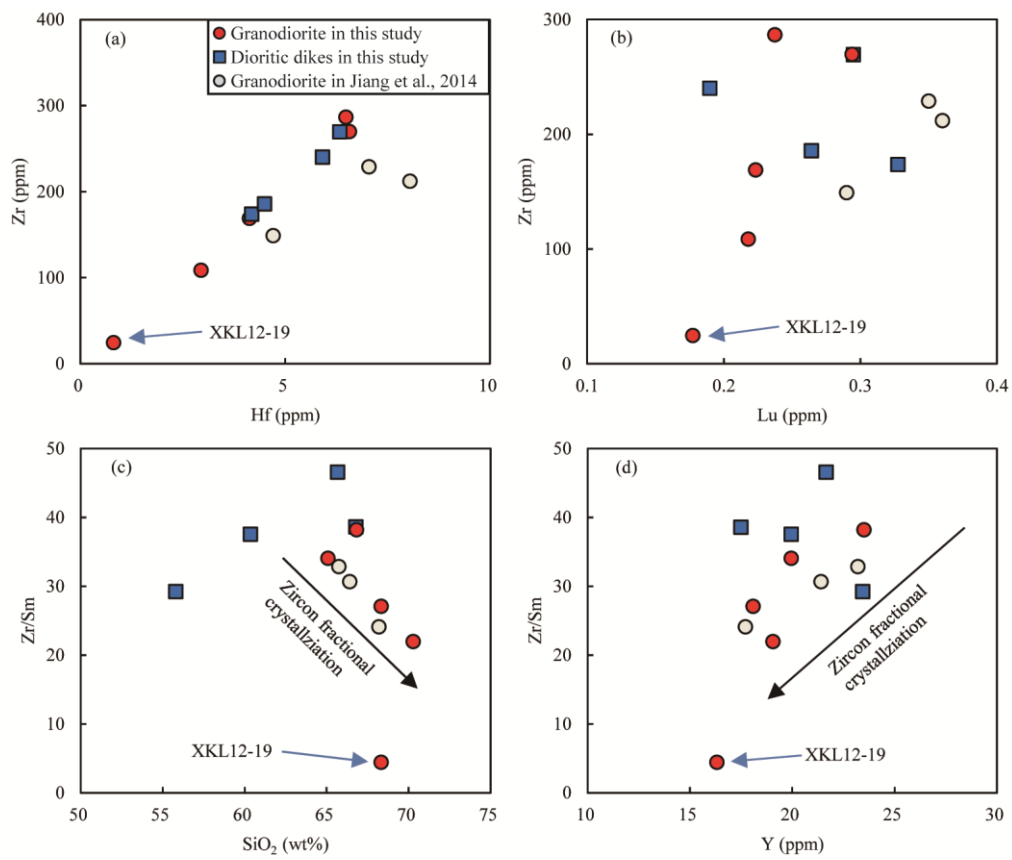 400
300
200
100
0
Zr (ppm)
(a)
Granodiorite in this study
Dioritic dikes in this study
Granodiorite in Jiang et al., 2014
XKL12-19
0
5
10
Hf (ppm)
300
200
100
0
Zr (ppm)
(b)
XKL12-19
0.1
0.2
0.3
0.4
Lu (ppm)
50
40
30
20
10
0
Zr/Sm
(c)
Zircon fractional
crystallziation
XKL12-19
50
55
60
65
70
75
SiO₂ (wt%)
50
40
30
20
10
0
Zr/Sm
(d)
Zircon fractional
crystallziation
XKL12-19
10
15
20
25
30
Y (ppm)